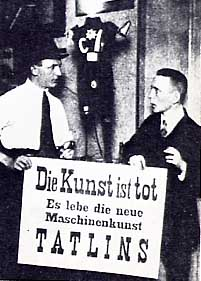 Die Kunst ist tot
Es lebe die neue
Maschinenkunst
TATLINS